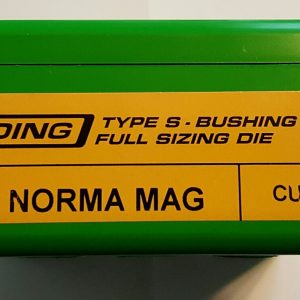 DING
TYPE S - BUSHING
FULL SIZING DIE
NORMA MAG
CU